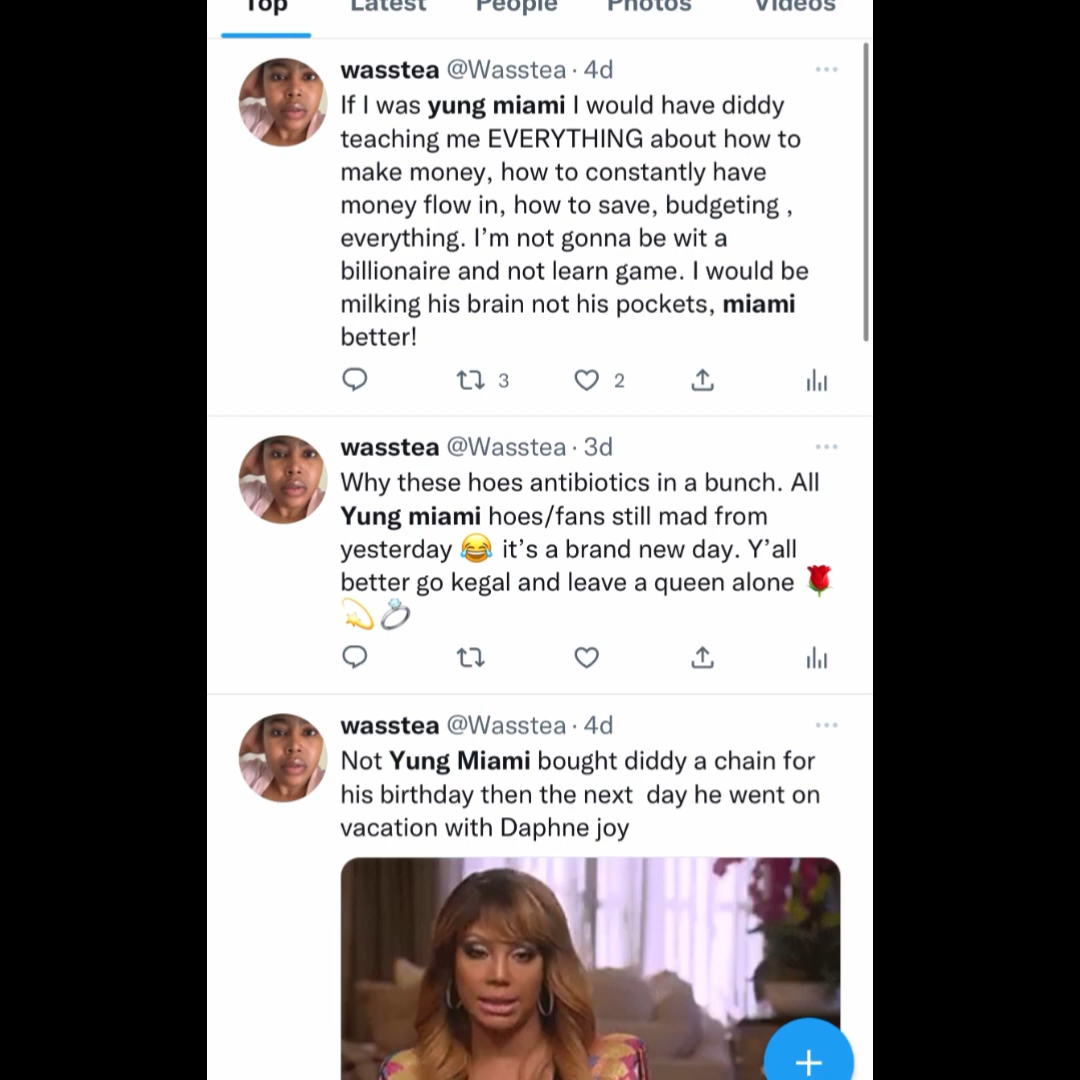 Top Latest People Photos Videos
wasstea @Wasstea · 4d
If I was yung miami I would have diddy
teaching me EVERYTHING about how to
make money, how to constantly have
money flow in, how to save, budgeting ,
everything. I’m not gonna be wit a
billionaire and not learn game. I would be
milking his brain not his pockets, miami
better!
3 2
wasstea @Wasstea · 3d
Why these hoes antibiotics in a bunch. All
Yung miami hoes/fans still mad from
yesterday 😂 it’s a brand new day. Y’all
better go kegal and leave a queen alone 🌹
💫💍
wasstea @Wasstea · 4d
Not Yung Miami bought diddy a chain for
his birthday then the next  day he went on
vacation with Daphne joy